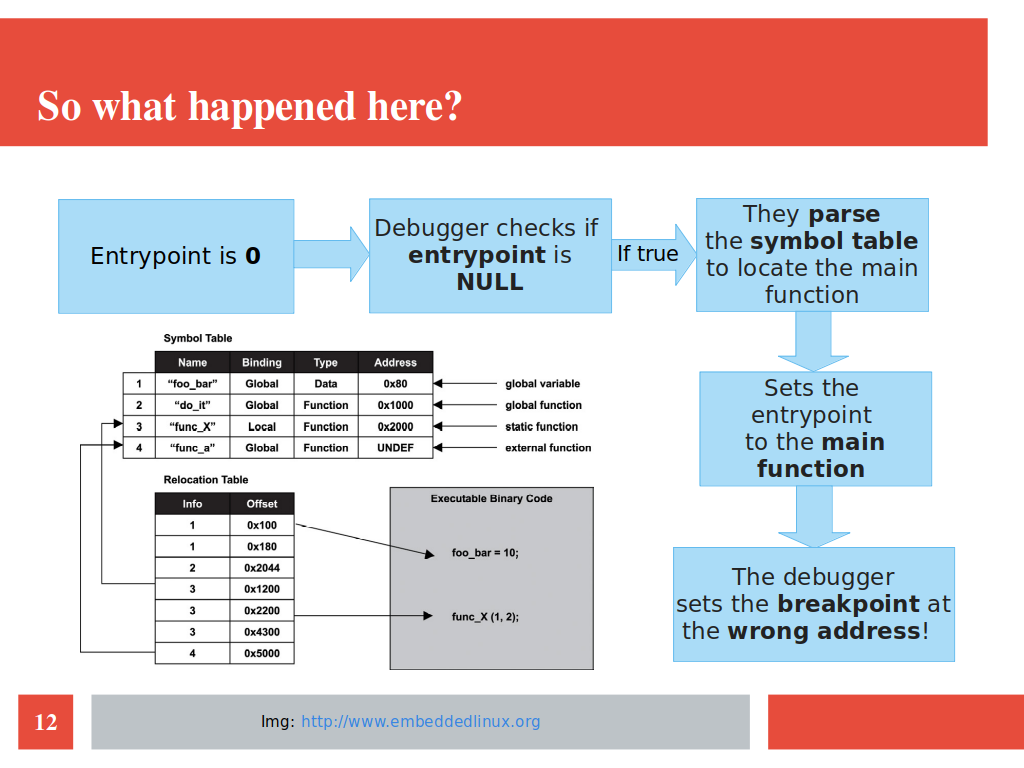 So what happened here?
Entrypoint is 0
Debugger checks if
entrypoint is
NULL
If true
They parse
the symbol table
to locate the main
function
Sets the
entrypoint
to the main
function
The debugger
sets the breakpoint at
the wrong address!
Symbol Table
Name Binding Type Address
1 “foo_bar” Global Data 0x80 global variable
2 “do_it” Global Function 0x1000 global function
3 “func_X” Local Function 0x2000 static function
4 “func_a” Global Function UNDEF external function
Relocation Table
Info Offset
1 0x100
1 0x180
2 0x2044
3 0x1200
3 0x2200
3 0x4300
4 0x5000
Executable Binary Code
foo_bar = 10;
func_X (1, 2);
12
Img: http://www.embeddedlinux.org